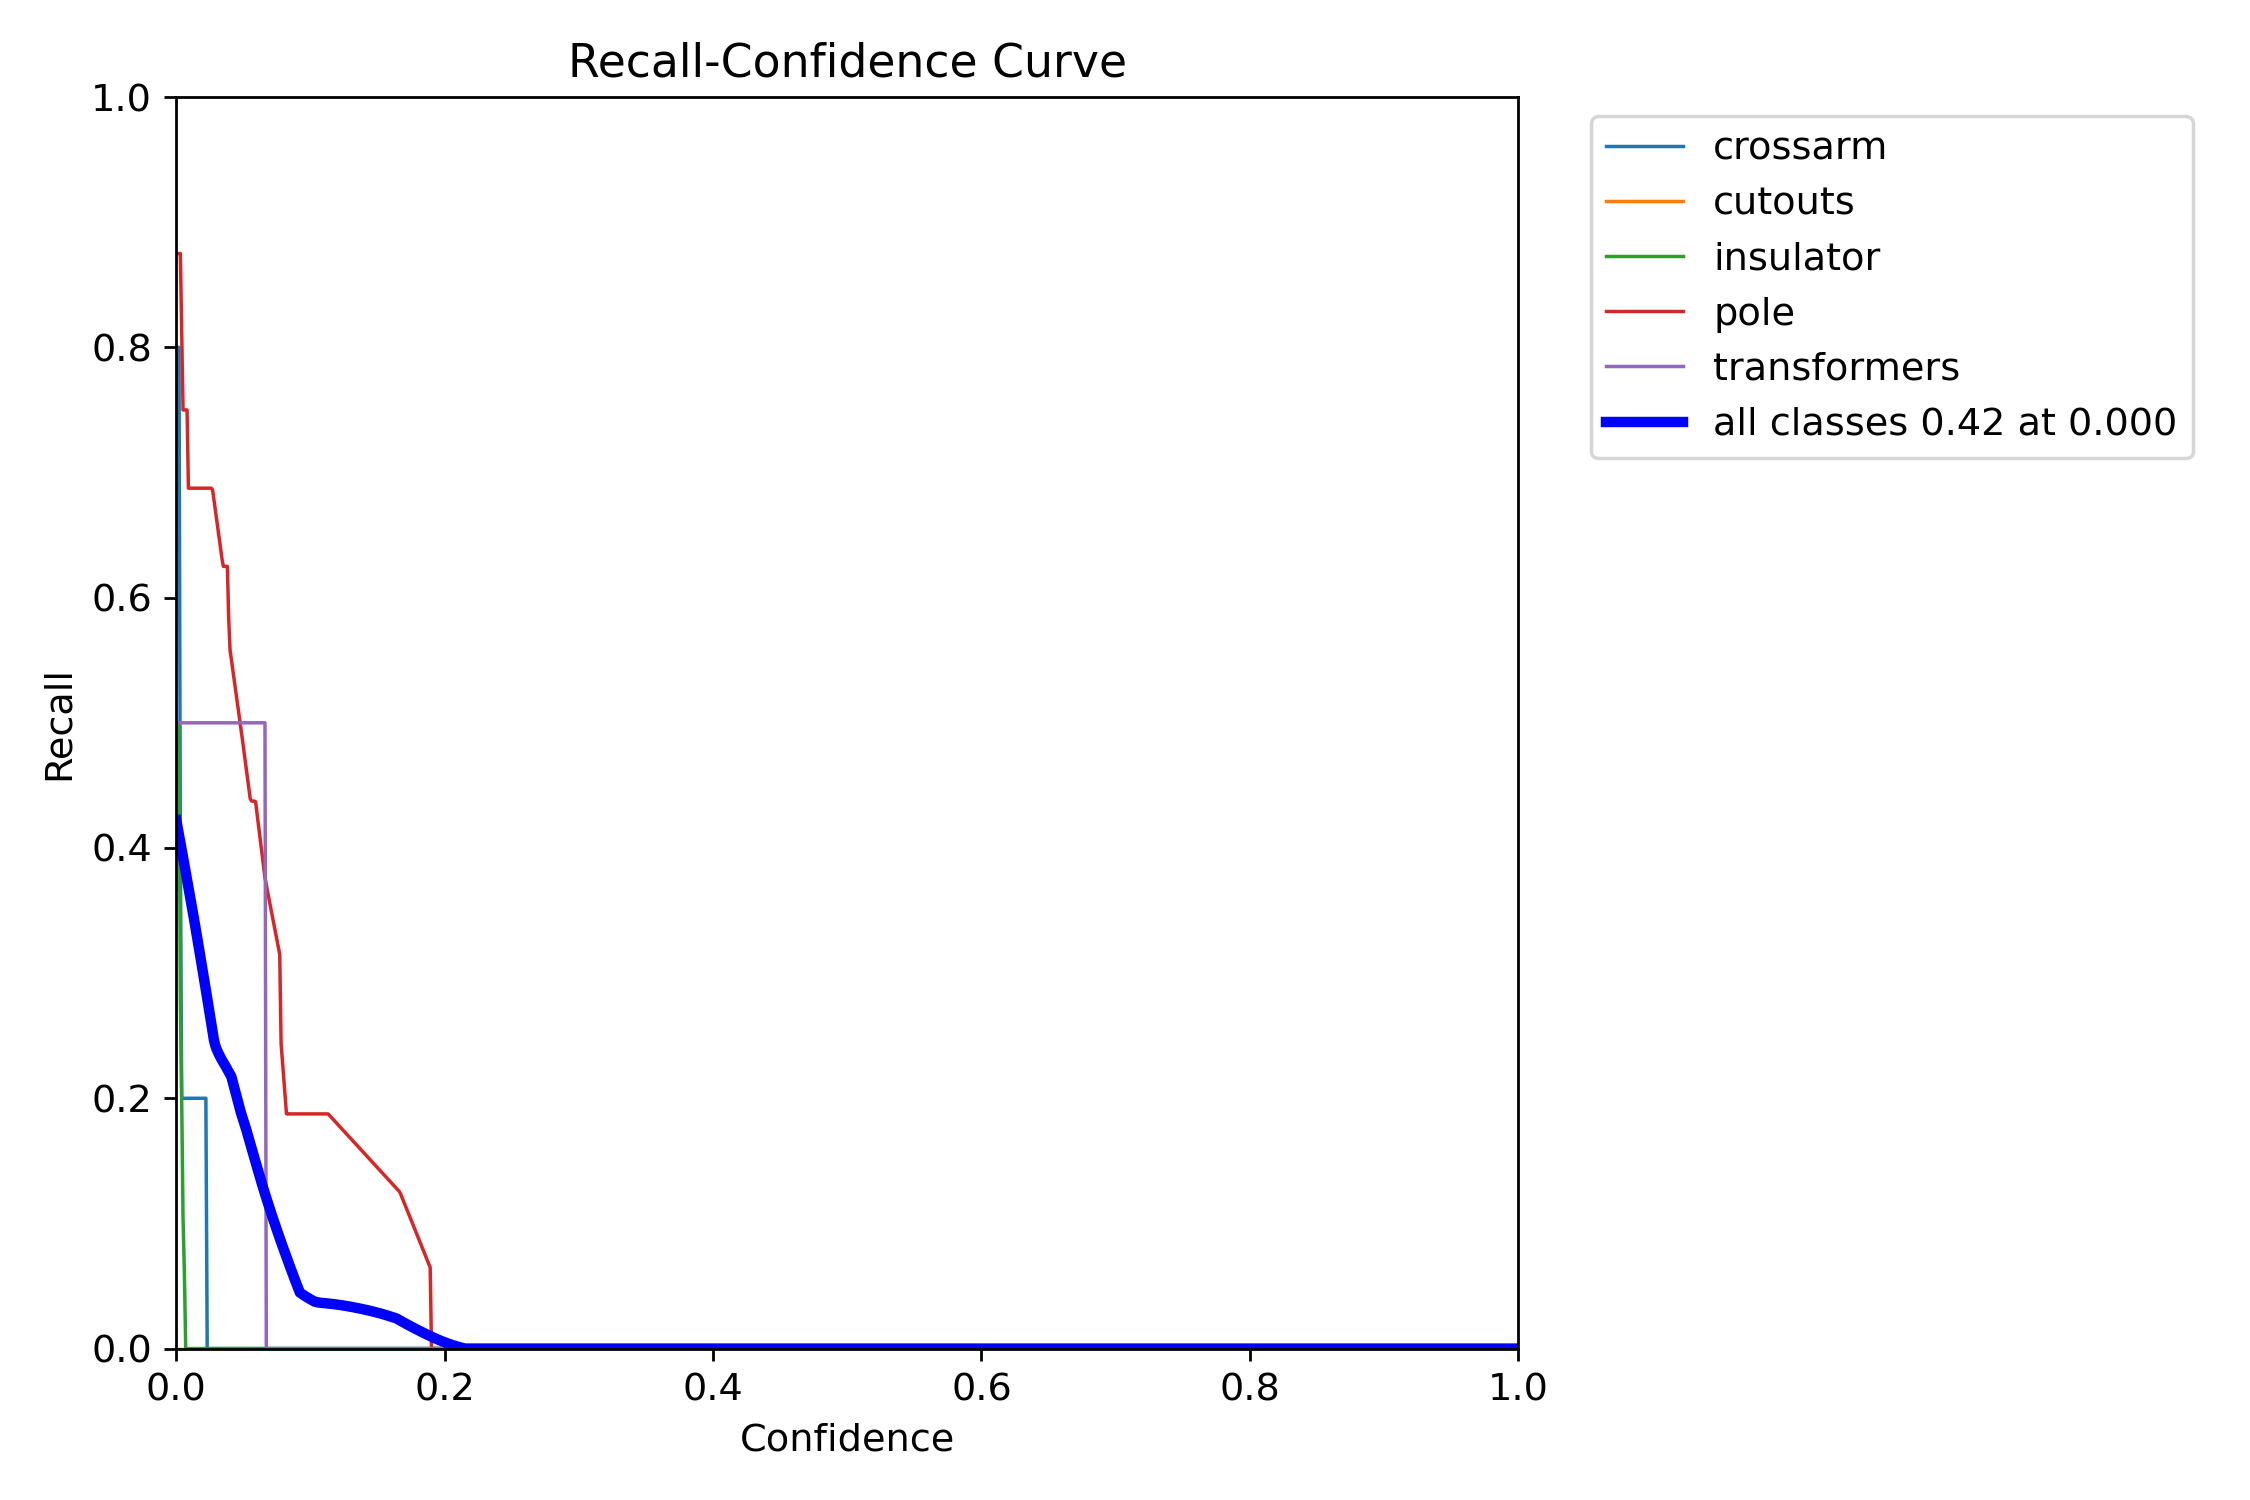 Recall-Confidence Curve
1.0
0.8
0.6
0.4
0.2
0.0
Recall
0.0 0.2 0.4 0.6 0.8 1.0
Confidence
crossarm
cutouts
insulator
pole
transformers
all classes 0.42 at 0.000